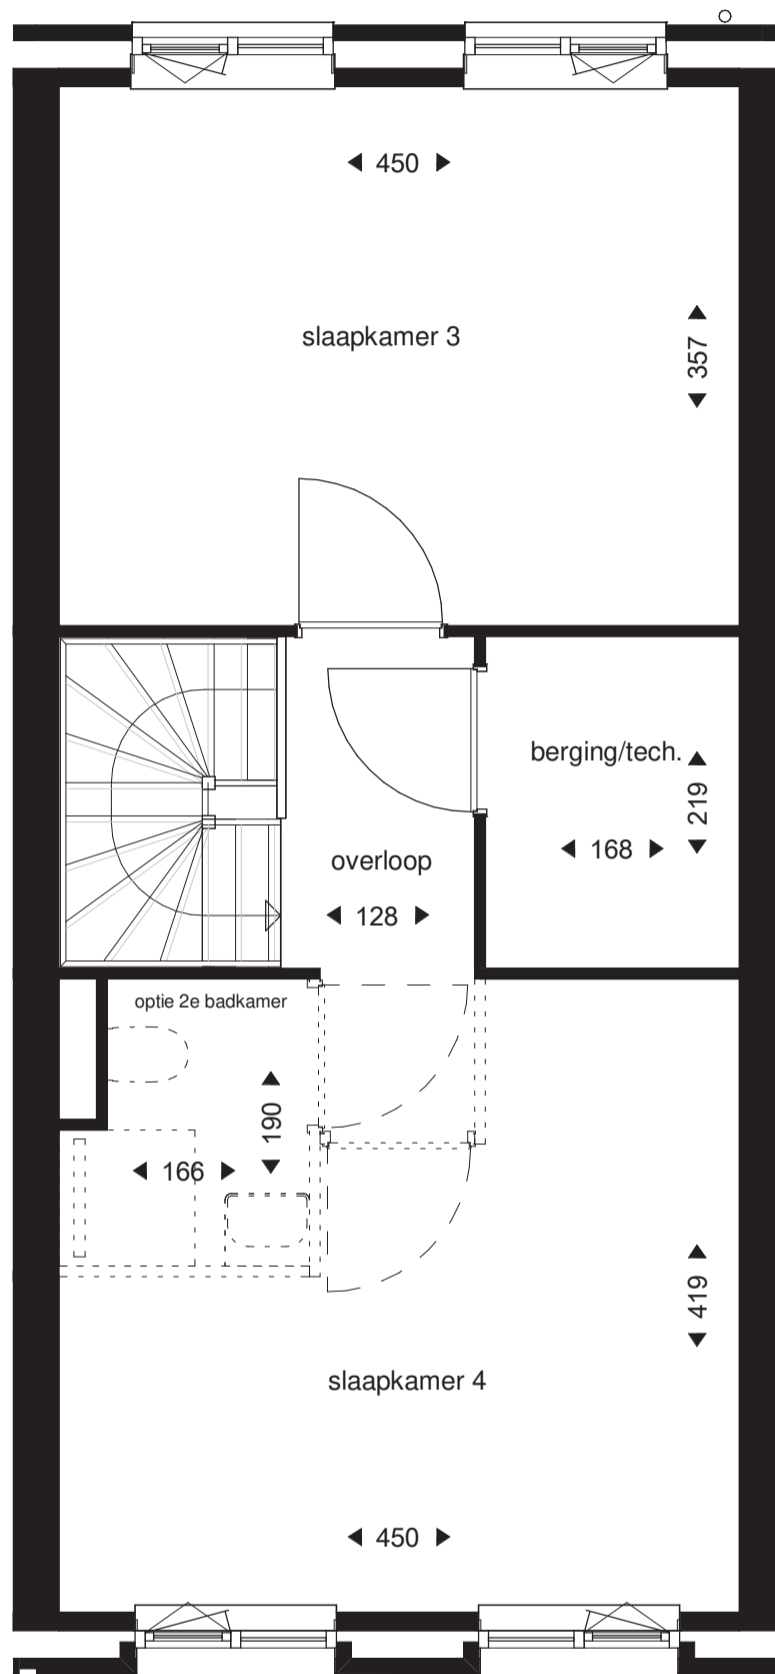 450
slaapkamer 3
357
berging/tech.
219
168
overloop
128
optie 2e badkamer
190
166
419
slaapkamer 4
450